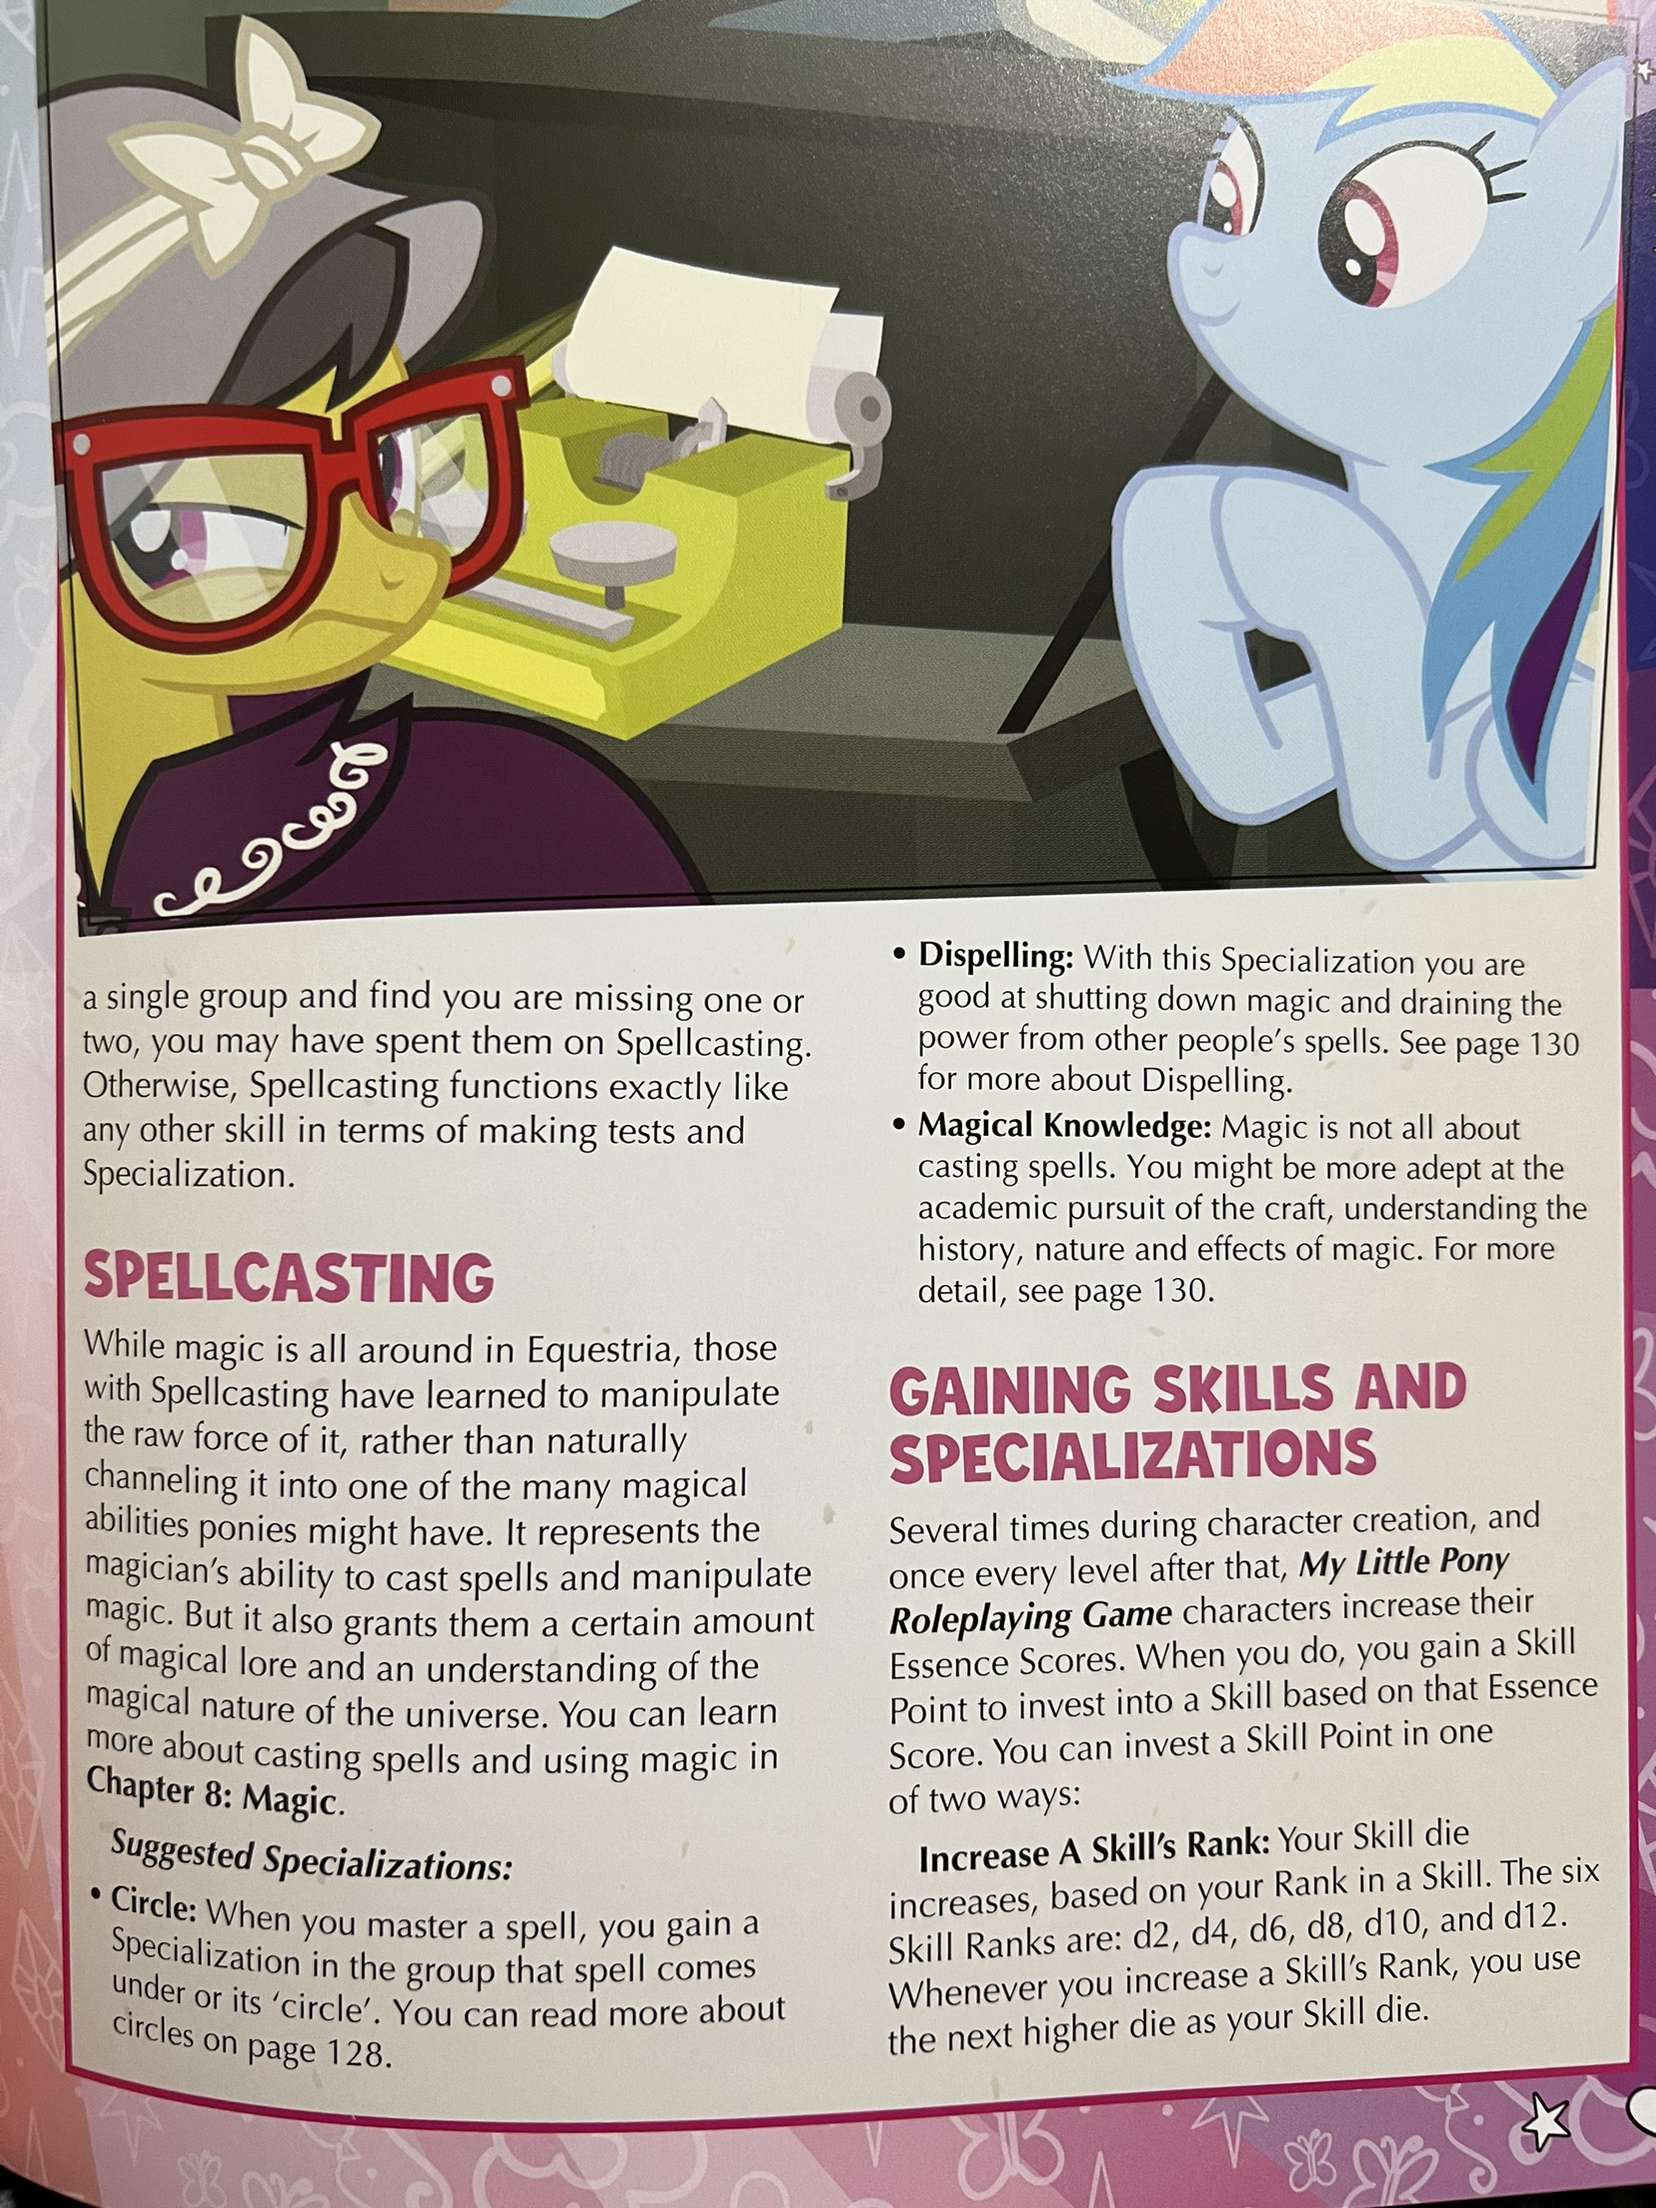 a single group and find you are missing one or
two, you may have spent them on Spellcasting.
Otherwise, Spellcasting functions exactly like
any other skill in terms of making tests and
Specialization.
SPELLCASTING
While magic is all around in Equestria, those
with Spellcasting have learned to manipulate
the raw force of it, rather than naturally
channeling it into one of the many magical
abilities ponies might have. It represents the
magician's ability to cast spells and manipulate
magic. But it also grants them a certain amount
of magical lore and an understanding of the
magical nature of the universe. You can learn
more about casting spells and using magic in
Chapter 8: Magic.
Suggested Specializations:
• Circle: When you master a spell, you gain a
Specialization in the group that spell comes
under or its ‘circle’. You can read more about
circles on page 128.
• Dispelling: With this Specialization you are
good at shutting down magic and draining the
power from other people's spells. See page 130
for more about Dispelling.
• Magical Knowledge: Magic is not all about
casting spells. You might be more adept at the
academic pursuit of the craft, understanding the
history, nature and effects of magic. For more
detail, see page 130.
GAINING SKILLS AND
SPECIALIZATIONS
Several times during character creation, and
once every level after that, My Little Pony
Roleplaying Game characters increase their
Essence Scores. When you do, you gain a Skill
Point to invest into a Skill based on that Essence
Score. You can invest a Skill Point in one
of two ways:
Increase A Skill's Rank: Your Skill die
increases, based on your Rank in a Skill. The six
Skill Ranks are: d2, d4, d6, d8, d10, and d12.
Whenever you increase a Skill's Rank, you use
the next higher die as your Skill die.